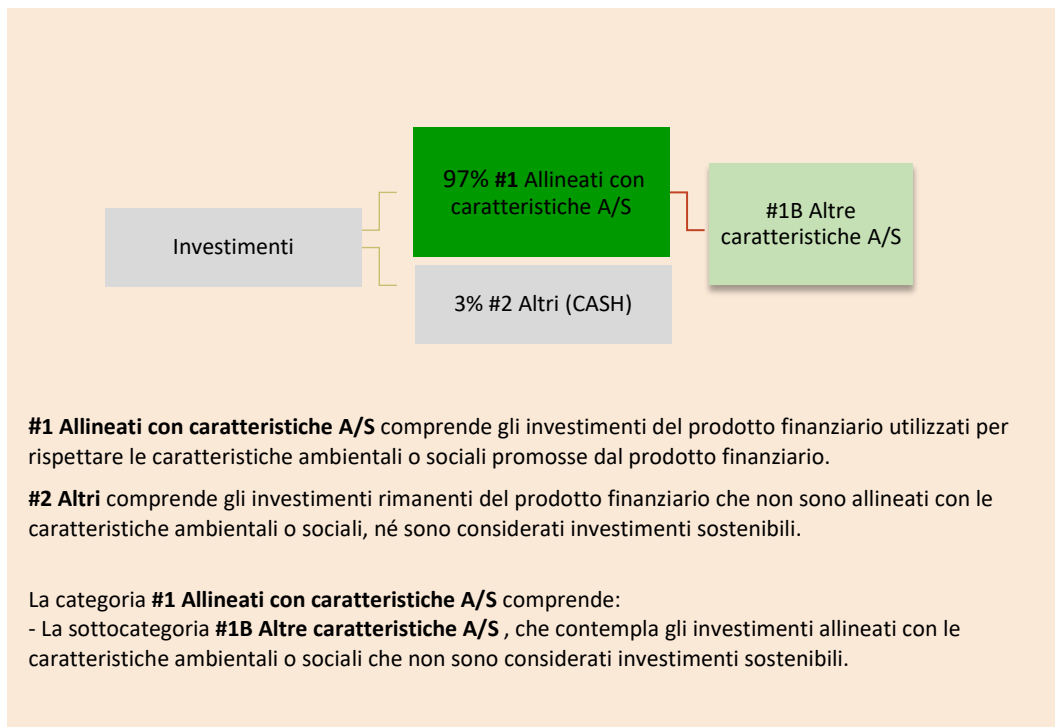 97% #1 Allineati con
caratteristiche A/S
#1B Altre
caratteristiche A/S
Investimenti
3% #2 Altri (CASH)
#1 Allineati con caratteristiche A/S comprende gli investimenti del prodotto finanziario utilizzati per
rispettare le caratteristiche ambientali o sociali promosse dal prodotto finanziario.
#2 Altri comprende gli investimenti rimanenti del prodotto finanziario che non sono allineati con le
caratteristiche ambientali o sociali, né sono considerati investimenti sostenibili.
La categoria #1 Allineati con caratteristiche A/S comprende:
- La sottocategoria #1B Altre caratteristiche A/S , che contempla gli investimenti allineati con le
caratteristiche ambientali o sociali che non sono considerati investimenti sostenibili.